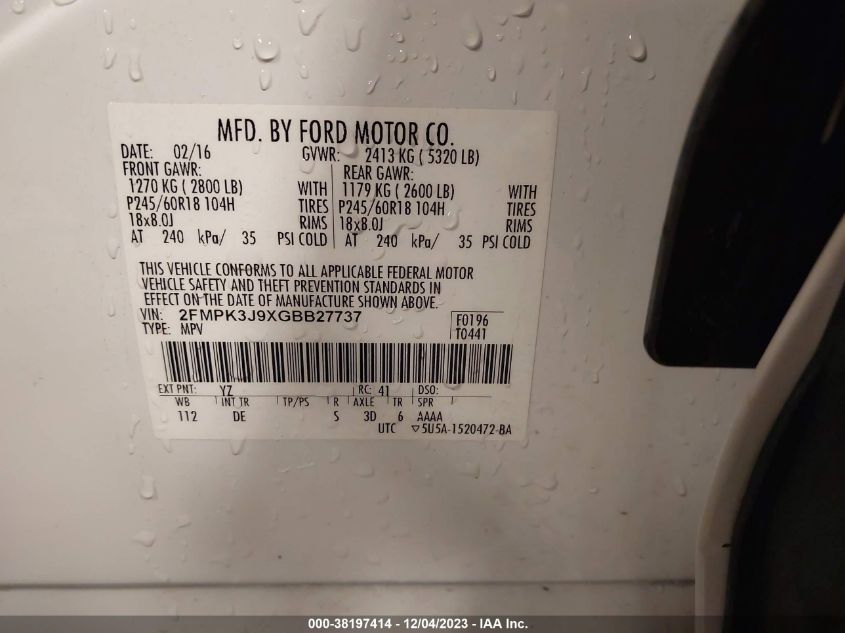 MFD. BY FORD MOTOR CO.
DATE: 02/16 GVWR: 2413 KG ( 5320 LB)
FRONT GAWR: REAR GAWR:
1270 KG ( 2800 LB) WITH 1179 KG ( 2600 LB) WITH
P245/60R18 104H TIRES P245/60R18 104H TIRES
18x8.0J RIMS 18x8.0J RIMS
AT 240 kPa/ 35 PSI COLD AT 240 kPa/ 35 PSI COLD
THIS VEHICLE CONFORMS TO ALL APPLICABLE FEDERAL MOTOR
VEHICLE SAFETY AND THEFT PREVENTION STANDARDS IN
EFFECT ON THE DATE OF MANUFACTURE SHOWN ABOVE.
VIN: 2FMPK3J9XGBB27737 F0196
TYPE: MPV T0441
EXT PNT: YZ RC: 41 DSO:
WB INT TR TP/PS R AXLE TR SPR
112 DE S 3D 6 AAAA
UTC ▽5U5A-1520472-BA
000-38197414 - 12/04/2023 - IAA Inc.